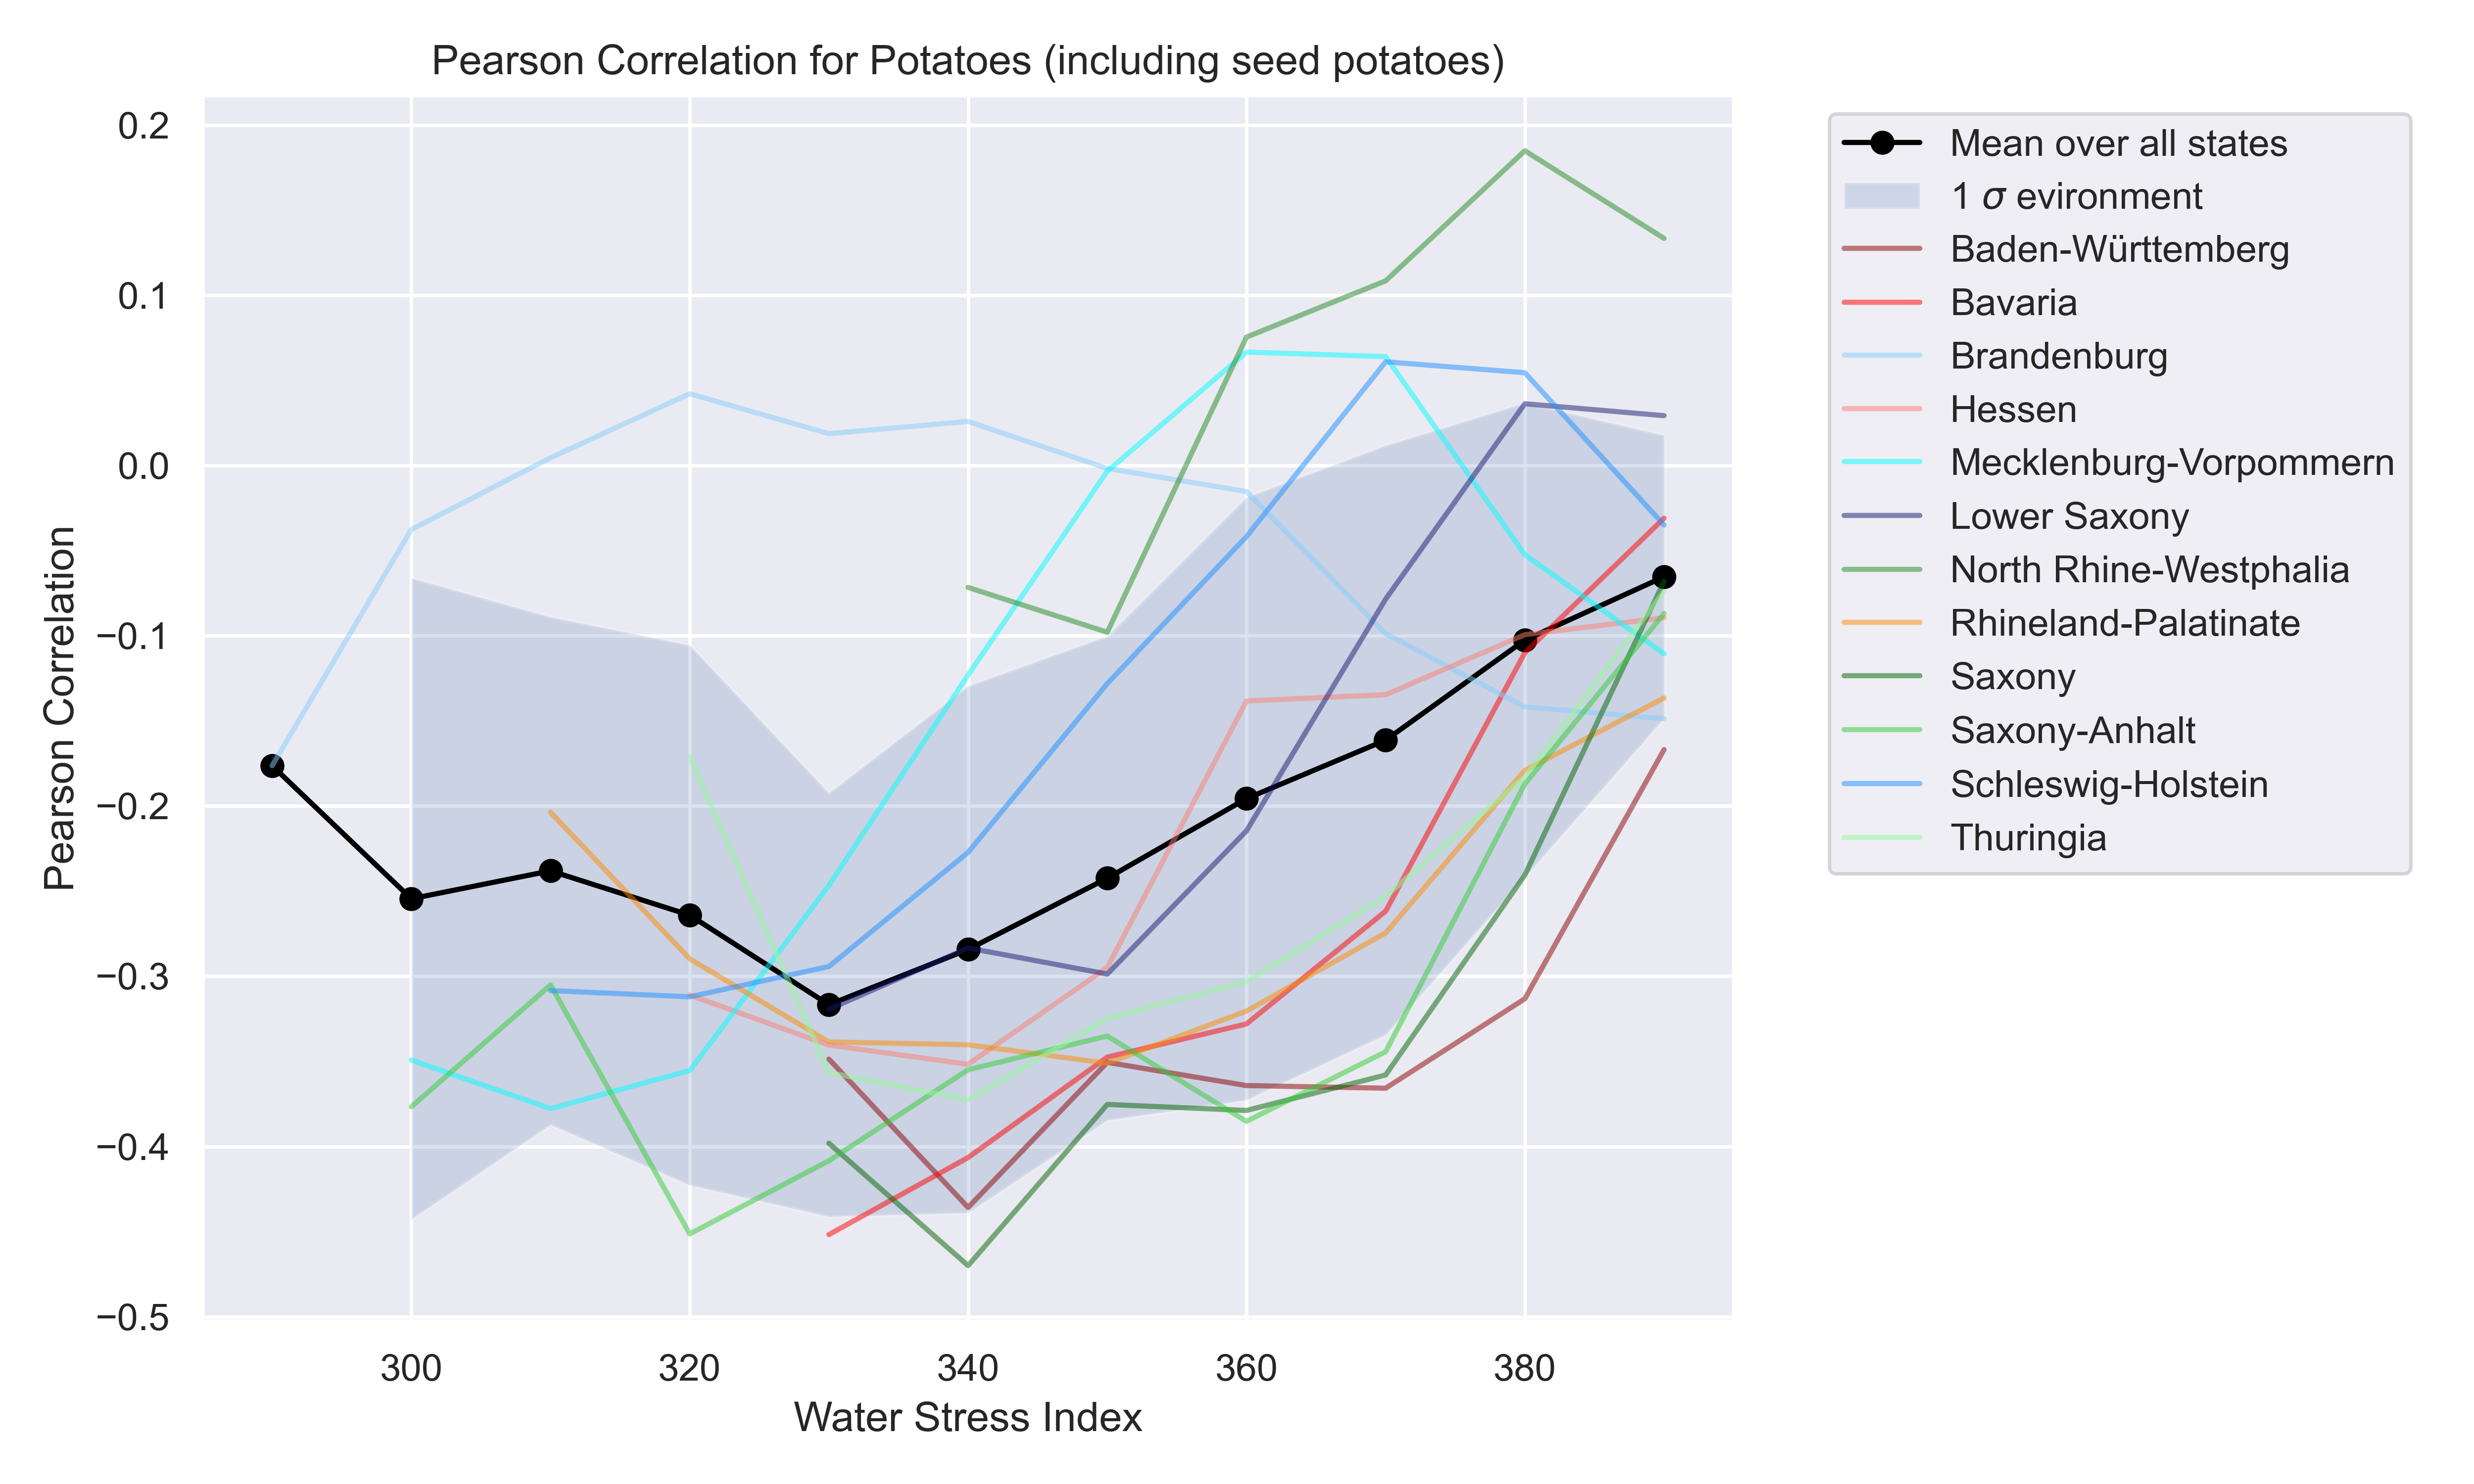 Pearson Correlation for Potatoes (including seed potatoes)
0.2
0.1
0.0
−0.1
−0.2
−0.3
−0.4
−0.5
Pearson Correlation
300
320
340
360
380
Water Stress Index
Mean over all states
1 σ evironment
Baden-Württemberg
Bavaria
Brandenburg
Hessen
Mecklenburg-Vorpommern
Lower Saxony
North Rhine-Westphalia
Rhineland-Palatinate
Saxony
Saxony-Anhalt
Schleswig-Holstein
Thuringia